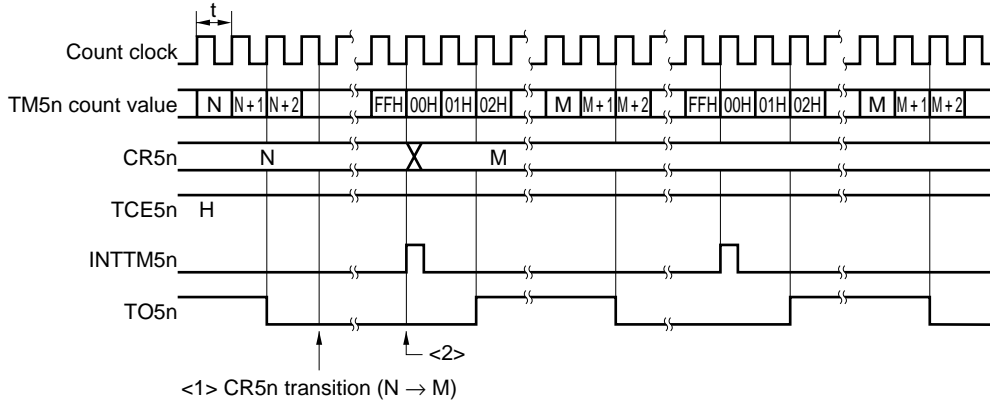 t
Count clock
TM5n count value N N + 1 N + 2 FFH 00H 01H 02H M M + 1 M + 2 FFH 00H 01H 02H M M + 1 M + 2
CR5n N M
TCE5n H
INTTM5n
TO5n
<2>
<1> CR5n transition (N → M)